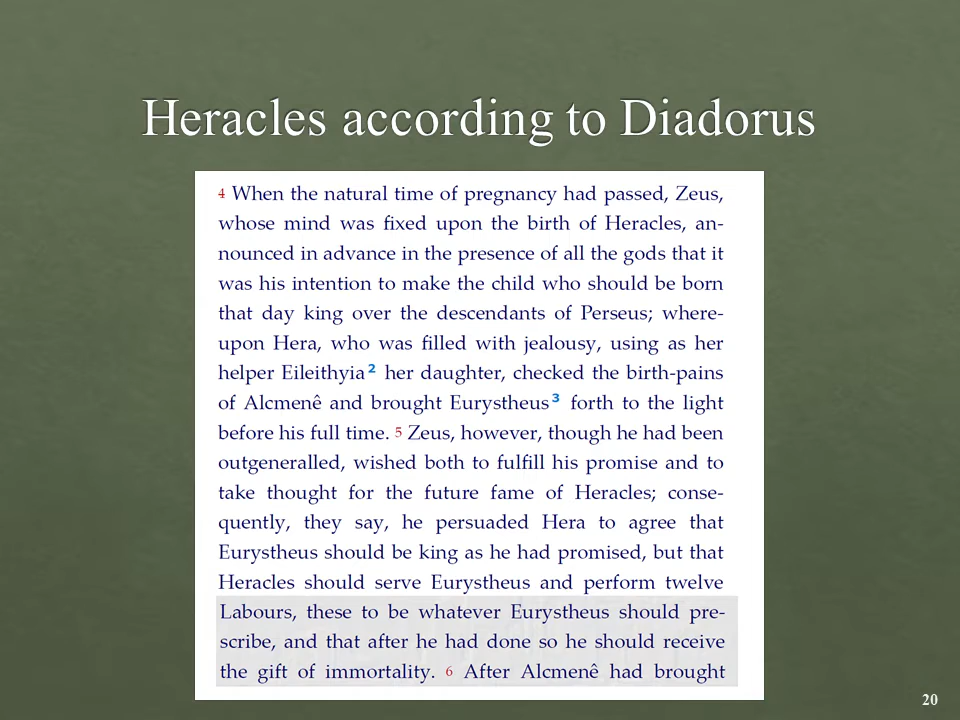 Heracles according to Diadorus
4 When the natural time of pregnancy had passed, Zeus,
whose mind was fixed upon the birth of Heracles, an-
nounced in advance in the presence of all the gods that it
was his intention to make the child who should be born
that day king over the descendants of Perseus; where-
upon Hera, who was filled with jealousy, using as her
helper Eileithyia2 her daughter, checked the birth-pains
of Alcmenê and brought Eurystheus3 forth to the light
before his full time. 5 Zeus, however, though he had been
outgeneralled, wished both to fulfill his promise and to
take thought for the future fame of Heracles; conse-
quently, they say, he persuaded Hera to agree that
Eurystheus should be king as he had promised, but that
Heracles should serve Eurystheus and perform twelve
Labours, these to be whatever Eurystheus should pre-
scribe, and that after he had done so he should receive
the gift of immortality. 6 After Alcmenê had brought
20